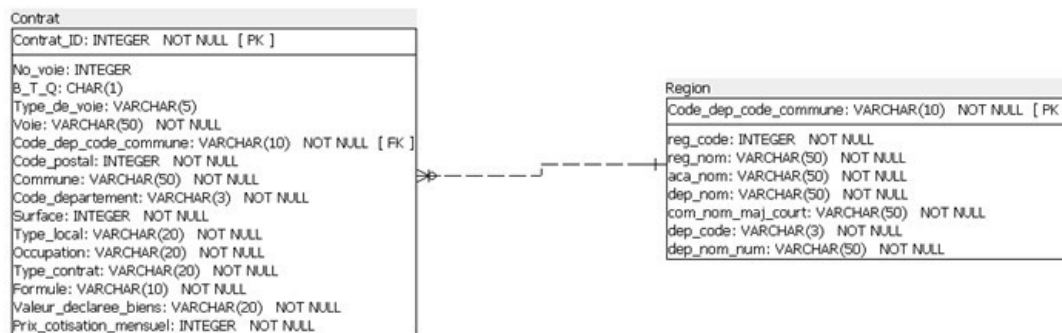 Contrat
Contrat_ID: INTEGER NOT NULL [ PK ]
No_voie: INTEGER
B_T_Q: CHAR(1)
Type_de_voie: VARCHAR(5)
Voie: VARCHAR(50) NOT NULL
Code_dep_code_commune: VARCHAR(10) NOT NULL [ FK ]
Code_postal: INTEGER NOT NULL
Commune: VARCHAR(50) NOT NULL
Code_departement: VARCHAR(3) NOT NULL
Surface: INTEGER NOT NULL
Type_local: VARCHAR(20) NOT NULL
Occupation: VARCHAR(20) NOT NULL
Type_contrat: VARCHAR(20) NOT NULL
Formule: VARCHAR(10) NOT NULL
Valeur_declaree_biens: VARCHAR(20) NOT NULL
Prix_cotisation_mensuel: INTEGER NOT NULL
Region
Code_dep_code_commune: VARCHAR(10) NOT NULL [ PK
reg_code: INTEGER NOT NULL
reg_nom: VARCHAR(50) NOT NULL
aca_nom: VARCHAR(50) NOT NULL
dep_nom: VARCHAR(50) NOT NULL
com_nom_maj_court: VARCHAR(50) NOT NULL
dep_code: VARCHAR(3) NOT NULL
dep_nom_num: VARCHAR(50) NOT NULL